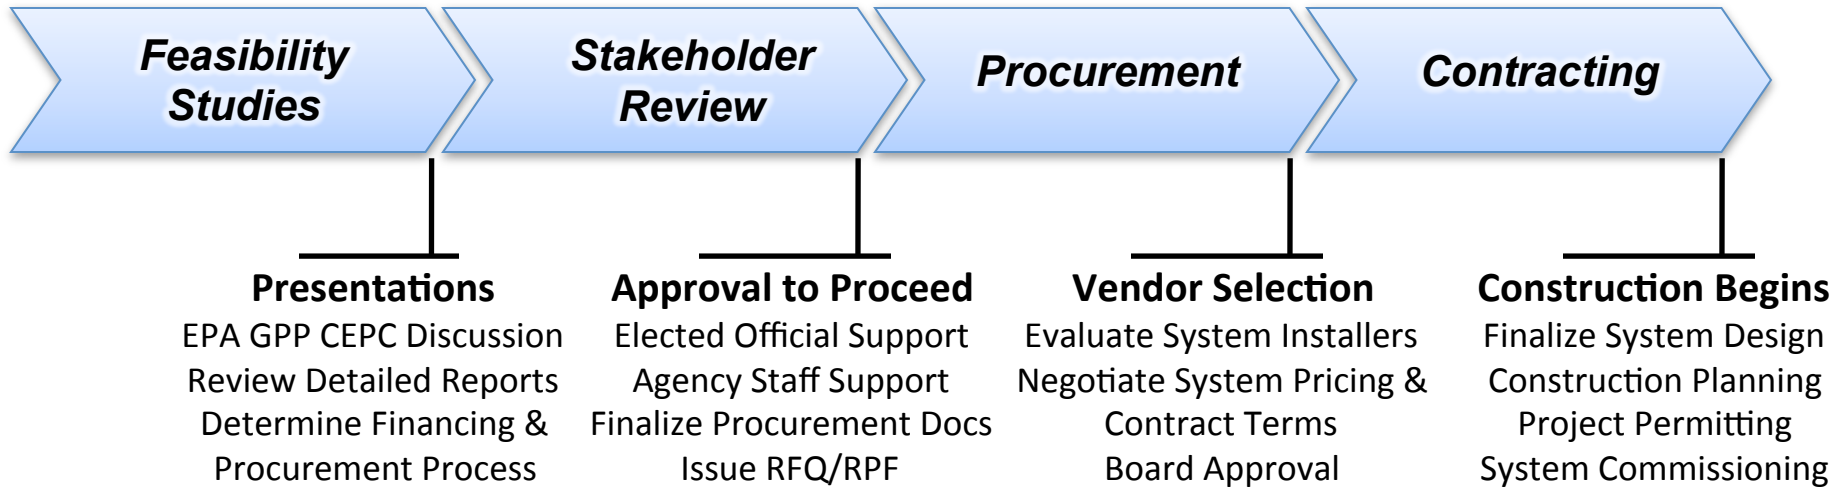 Feasibility
Studies
Stakeholder
Review
Procurement
Contracting
Presentations
EPA GPP CEPC Discussion
Review Detailed Reports
Determine Financing &
Procurement Process
Approval to Proceed
Elected Official Support
Agency Staff Support
Finalize Procurement Docs
Issue RFQ/RPF
Vendor Selection
Evaluate System Installers
Negotiate System Pricing &
Contract Terms
Board Approval
Construction Begins
Finalize System Design
Construction Planning
Project Permitting
System Commissioning